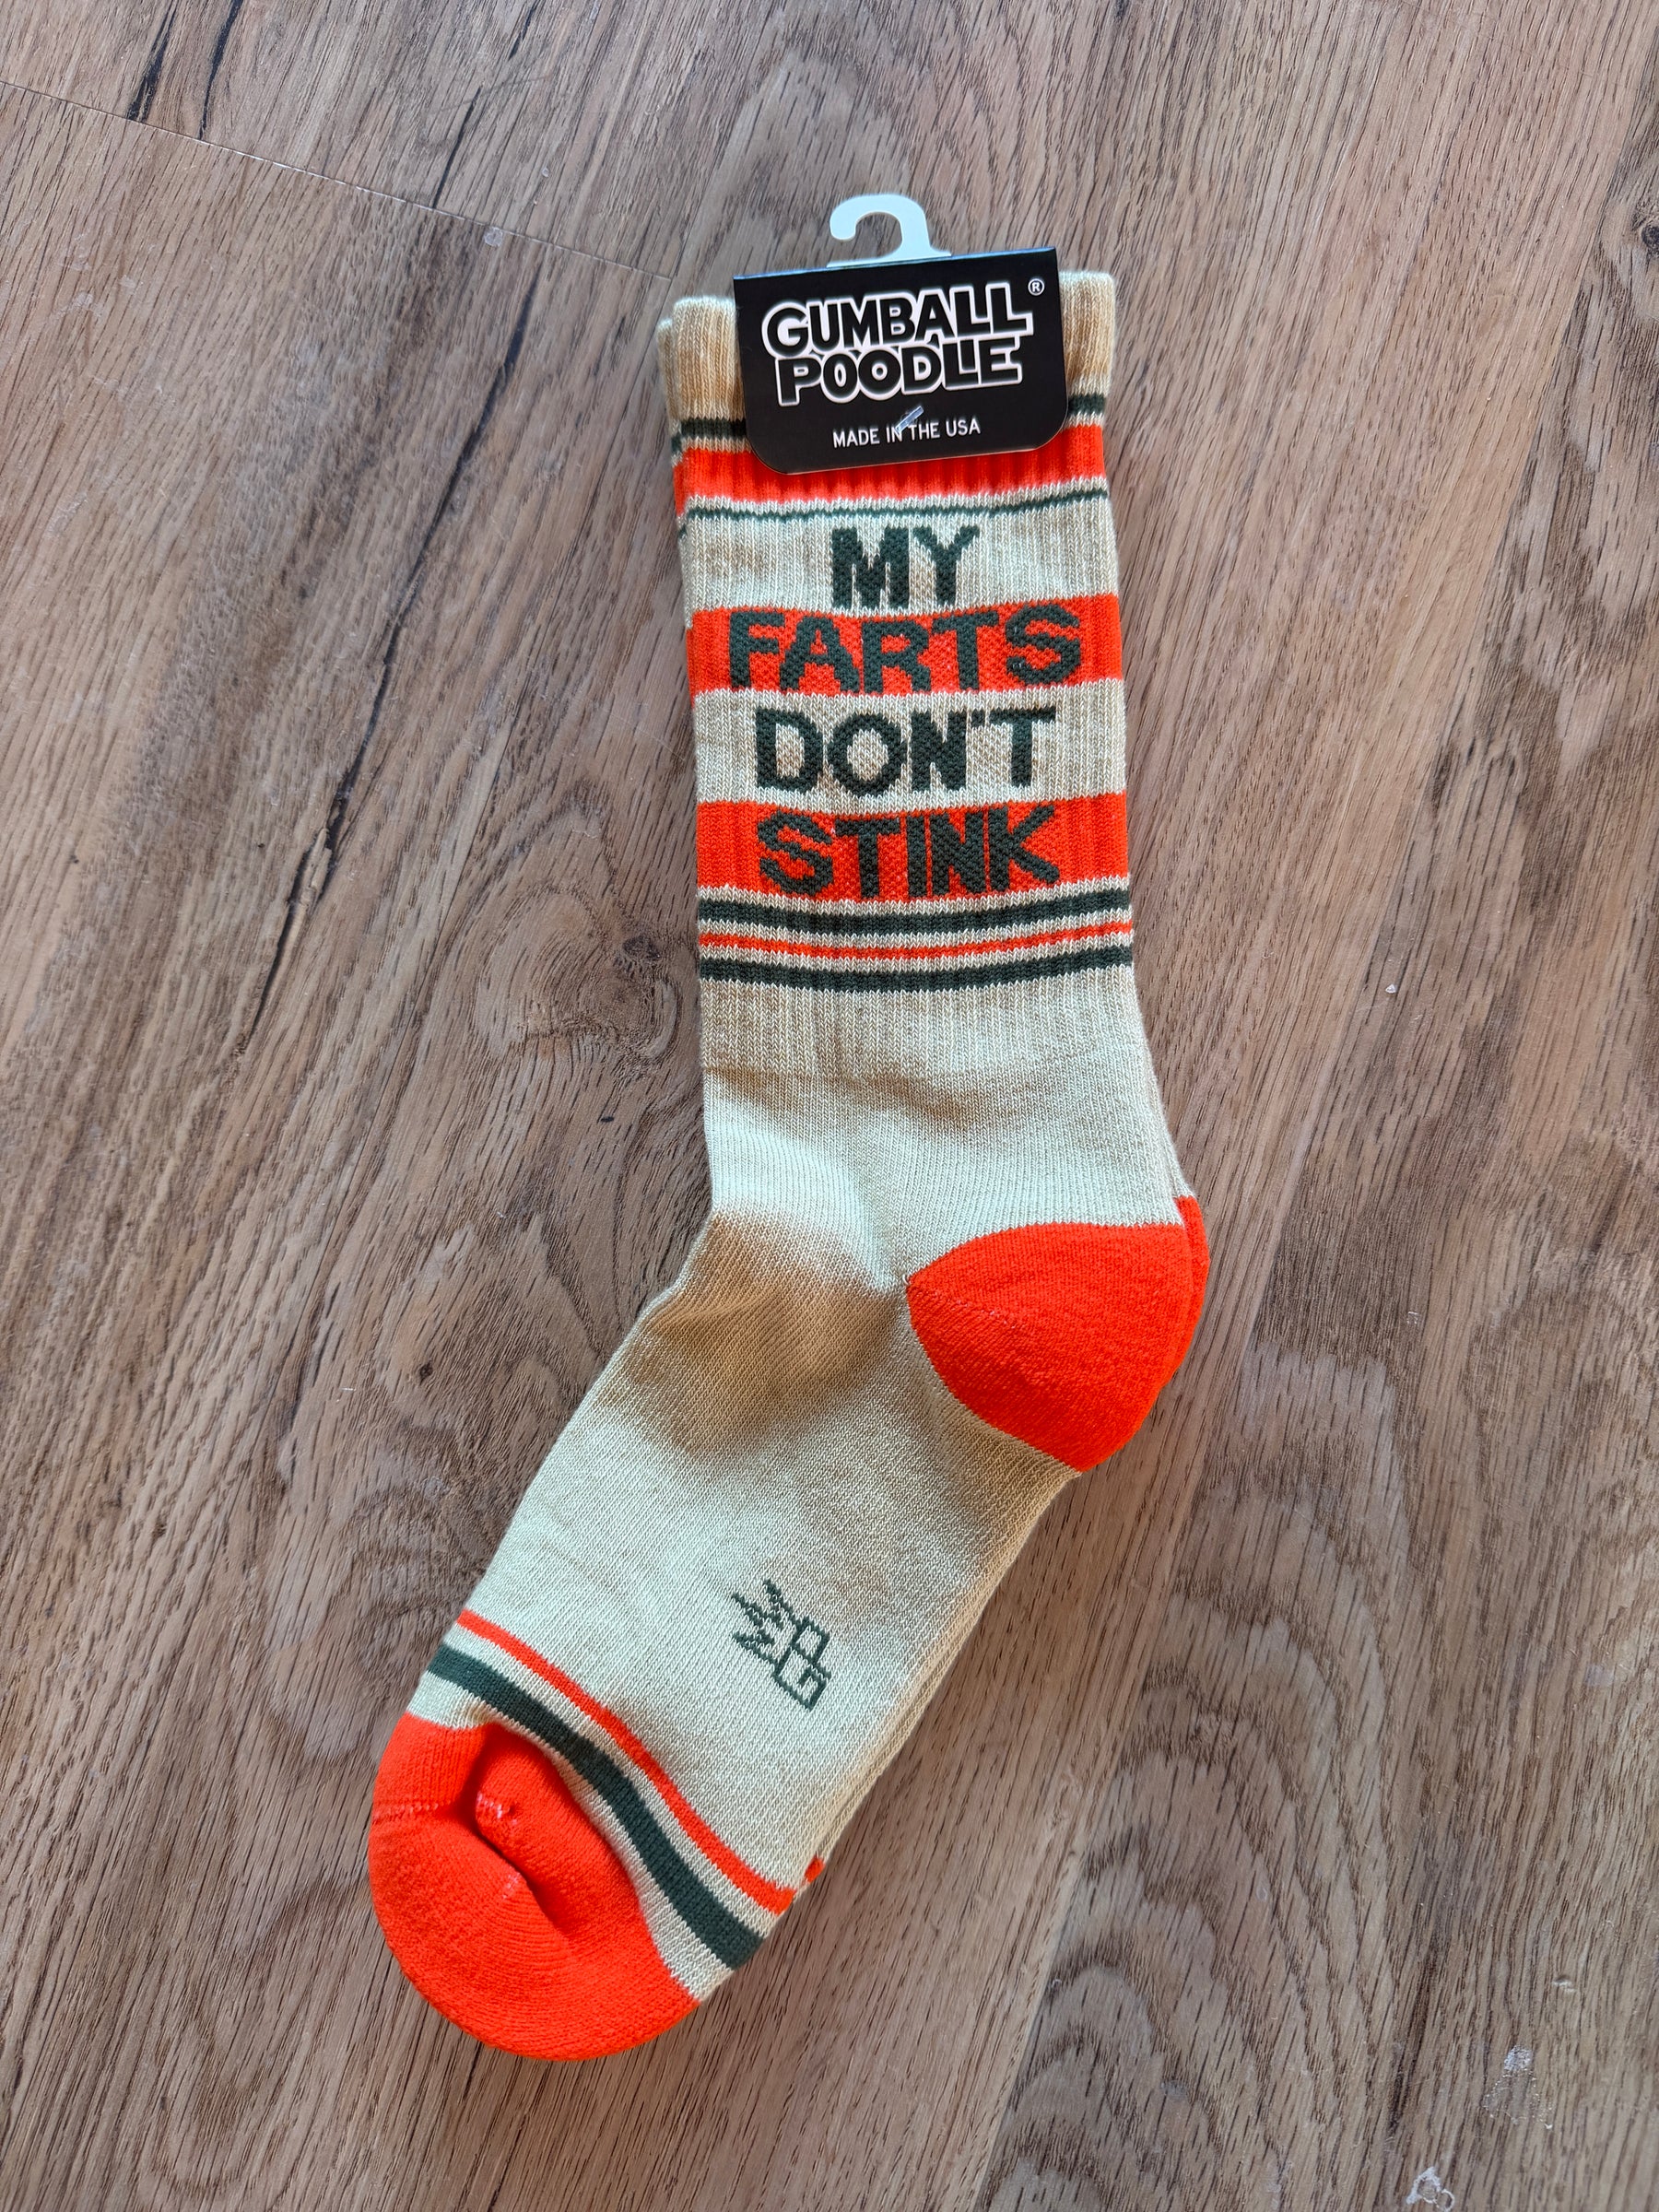 GUMBALL ®
POODLE
MADE IN THE USA
MY
FARTS
DON'T
STINK